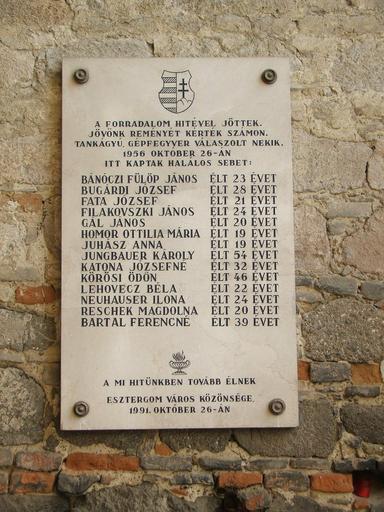 A FORRADALOM HITÉVEL JÖTTEK.
JÖVŐNK REMÉNYÉT KÉRTÉK SZÁMON.
TANKÁGYÚ, GÉPFEGYVER VÁLASZOLT NEKIK.
1956 OKTÓBER 26-ÁN
ITT KAPTAK HALÁLOS SEBET:
BÁNÓCZI FÜLÖP JÁNOS ÉLT 23 ÉVET
BUGÁRDI JÓZSEF ÉLT 28 ÉVET
FATA JÓZSEF ÉLT 21 ÉVET
FILAKOVSZKI JÁNOS ÉLT 24 ÉVET
GÁL JÁNOS ÉLT 20 ÉVET
HOMOR OTTILIA MÁRIA ÉLT 19 ÉVET
JUHÁSZ ANNA ÉLT 19 ÉVET
JUNGBAUER KÁROLY ÉLT 54 ÉVET
KATONA JÓZSEFNÉ ÉLT 32 ÉVET
KŐRÖSI ÖDÖN ÉLT 46 ÉVET
LEHOVECZ BÉLA ÉLT 22 ÉVET
NEUHAUSER ILONA ÉLT 24 ÉVET
RESCHEK MAGDOLNA ÉLT 20 ÉVET
BARTAL FERENCNÉ ÉLT 39 ÉVET
A MI HITÜNKBEN TOVÁBB ÉLNEK
ESZTERGOM VÁROS KÖZÖNSÉGE,
1991. OKTÓBER 26-ÁN